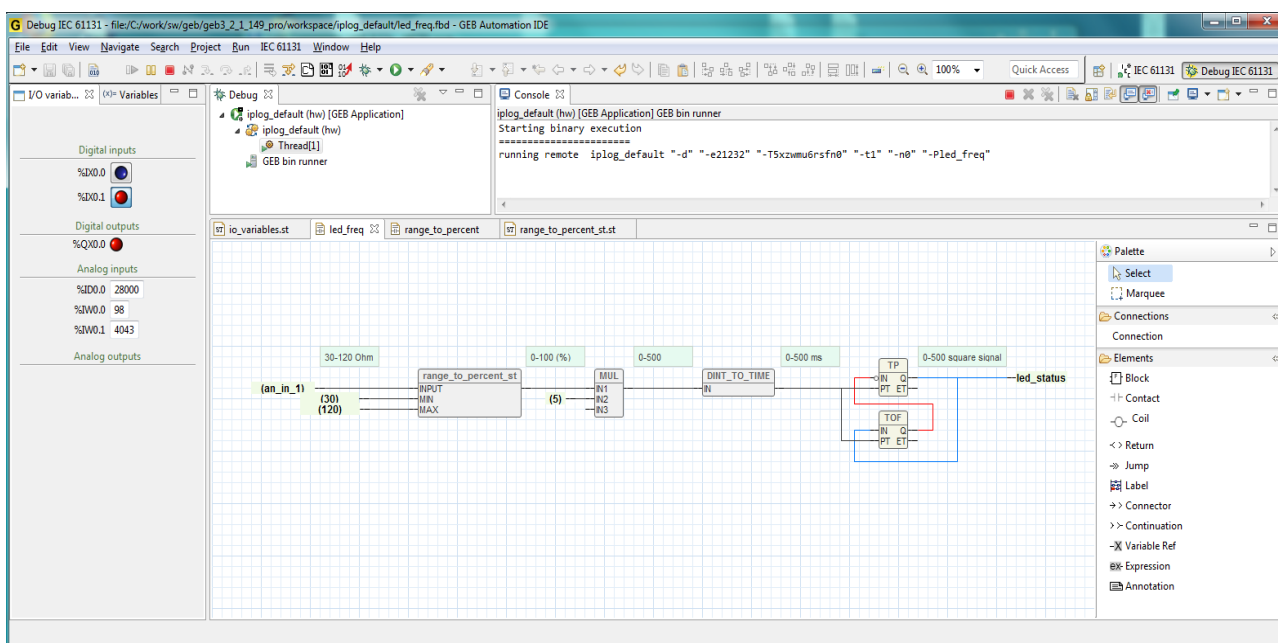 G Debug IEC 61131 - file:/C:/work/sw/geb/geb3_2_1_149_pro/workspace/iplog_default/led_freq.fbd - GEB Automation IDE
File Edit View Navigate Search Project Run IEC 61131 Window Help
100% Quick Access IEC 61131 Debug IEC 61131
I/O variab... (x)= Variables
Digital inputs
%IX0.0
%IX0.1
Digital outputs
%QX0.0
Analog inputs
%ID0.0 28000
%IW0.0 98
%IW0.1 4043
Analog outputs
Debug
iplog_default (hw) [GEB Application]
iplog_default (hw)
Thread[1]
GEB bin runner
Console
iplog_default (hw) [GEB Application] GEB bin runner
Starting binary execution
=======================
running remote iplog_default "-d" "-e21232" "-T5xzwmu6rsfn0" "-t1" "-n0" "-Pled_freq"
io_variables.st led_freq range_to_percent range_to_percent_st.st
30-120 Ohm 0-100 (%) 0-500 0-500 ms 0-500 square signal
range_to_percent_st MUL DINT_TO_TIME TP
(an_in_1) INPUT IN1 IN IN Q led_status
(30) MIN (5) IN2 PT ET
(120) MAX IN3
TOF
IN Q
PT ET
Palette
Select
Marquee
Connections
Connection
Elements
Block
Contact
Coil
Return
Jump
Label
Connector
Continuation
Variable Ref
ex- Expression
Annotation